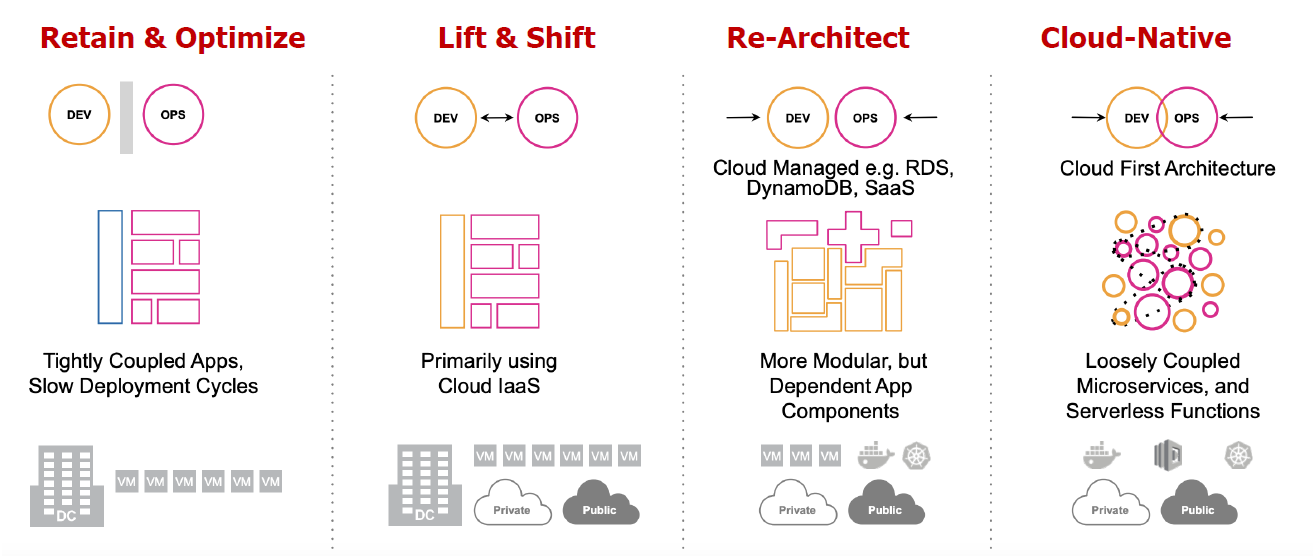 Retain & Optimize
DEV
OPS
Tightly Coupled Apps,
Slow Deployment Cycles
DC
VM VM VM VM VM VM
Lift & Shift
DEV
OPS
Primarily using
Cloud IaaS
DC
VM VM VM VM VM VM
Private
Public
Re-Architect
DEV
OPS
Cloud Managed e.g. RDS,
DynamoDB, SaaS
More Modular, but
Dependent App
Components
VM VM VM
Private
Public
Cloud-Native
DEV
OPS
Cloud First Architecture
Loosely Coupled
Microservices, and
Serverless Functions
Private
Public